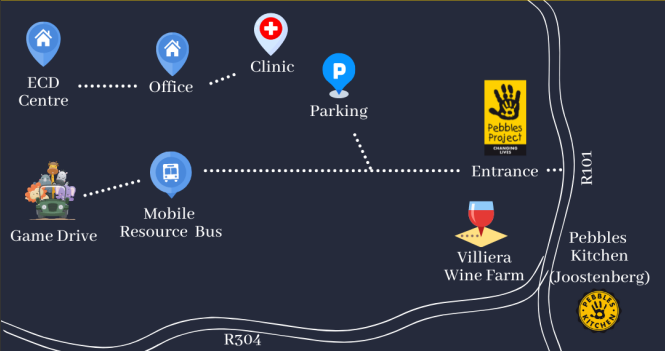 ECD
Centre
Office
Clinic
P
Parking
Pebbles
Project
CHANGING
LIVES
Entrance
R101
Game Drive
Mobile
Resource Bus
Villiera
Wine Farm
Pebbles
Kitchen
(Joostenberg)
PEBBLES
KITCHEN
R304